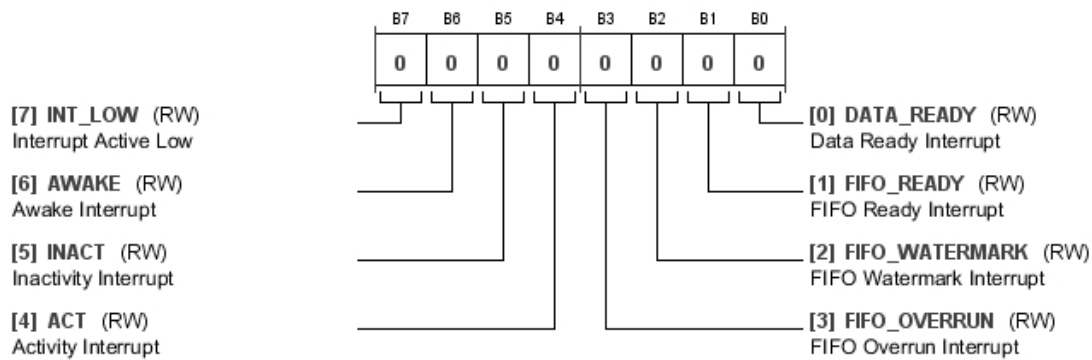 B7 B6 B5 B4 B3 B2 B1 B0
0 0 0 0 0 0 0 0
[7] INT_LOW (RW)
Interrupt Active Low
[6] AWAKE (RW)
Awake Interrupt
[5] INACT (RW)
Inactivity Interrupt
[4] ACT (RW)
Activity Interrupt
[0] DATA_READY (RW)
Data Ready Interrupt
[1] FIFO_READY (RW)
FIFO Ready Interrupt
[2] FIFO_WATERMARK (RW)
FIFO Watermark Interrupt
[3] FIFO_OVERRUN (RW)
FIFO Overrun Interrupt